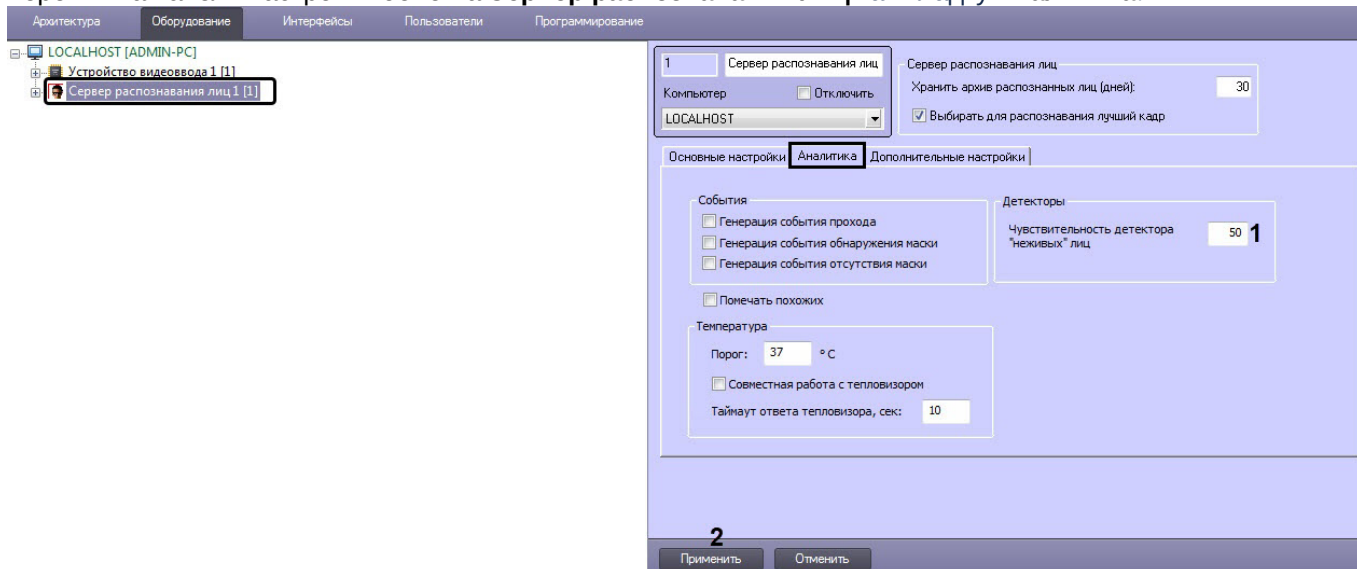 Сервер распознавания лиц
Архитектура Оборудование Интерфейсы Пользователи Программирование
LOCALHOST [ADMIN-PC]
Устройство видеоввода 1 [1]
Сервер распознавания лиц 1 [1]
1 Сервер распознавания лиц
Компьютер Отключить
LOCALHOST
Сервер распознавания лиц
Хранить архив распознанных лиц (дней): 30
Выбирать для распознавания лучший кадр
Основные настройки Аналитика Дополнительные настройки
События
Генерация события прохода
Генерация события обнаружения маски
Генерация события отсутствия маски
Детекторы
Чувствительность детектора 50 1
"неживых" лиц
Помечать похожих
Температура
Порог: 37 °C
Совместная работа с тепловизором
Таймаут ответа тепловизора, сек: 10
2
Применить Отменить